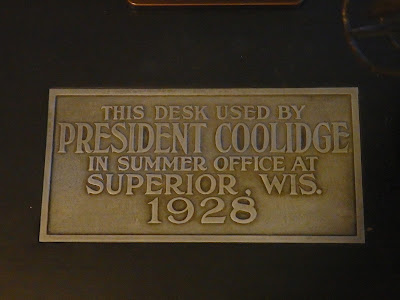 THIS DESK USED BY
PRESIDENT COOLIDGE
IN SUMMER OFFICE AT
SUPERIOR, WIS.
1928